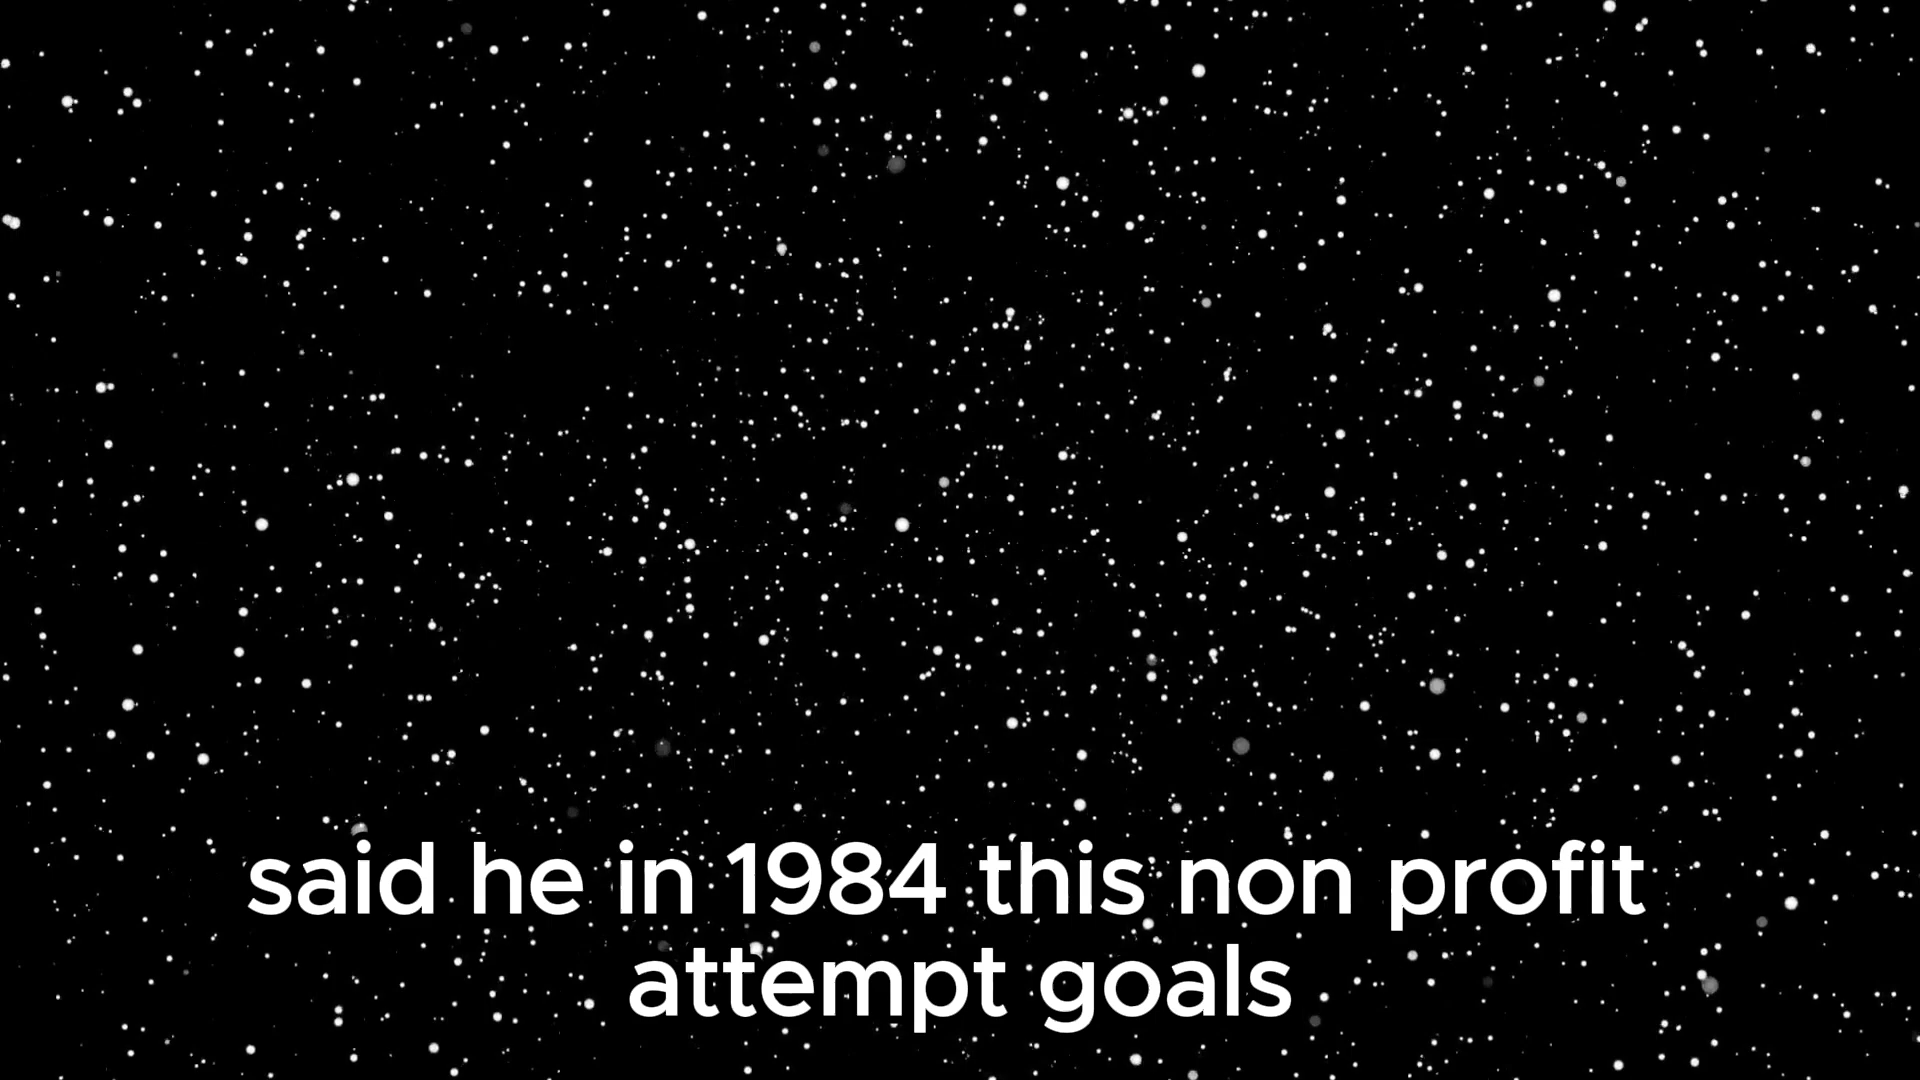 said he in 1984 this non profit
attempt goals